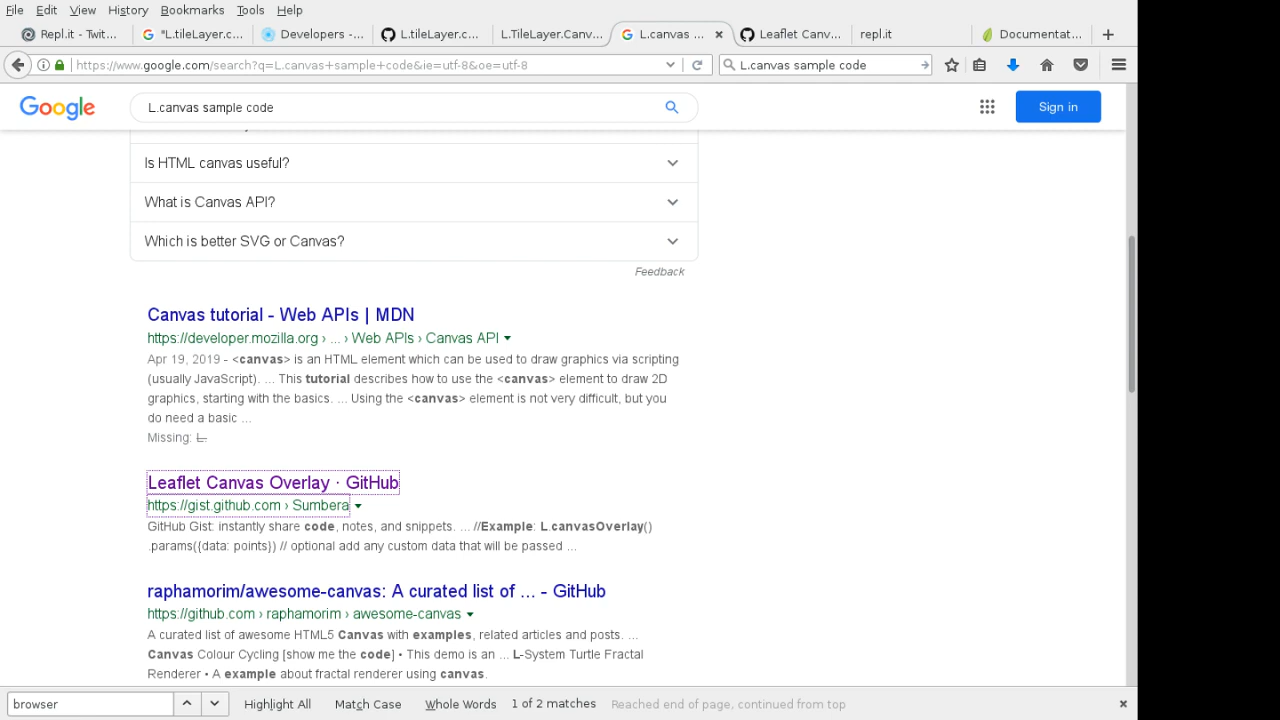 File Edit View History Bookmarks Tools Help
Repl.it - Twit... "L.tileLayer.c... Developers -... L.tileLayer.c... L.TileLayer.Canv... L.canvas ... Leaflet Canv... repl.it Documentat...
https://www.google.com/search?q=L.canvas+sample+code&ie=utf-8&oe=utf-8 L.canvas sample code
Google L.canvas sample code Sign in
Is HTML canvas useful?
What is Canvas API?
Which is better SVG or Canvas?
Feedback
Canvas tutorial - Web APIs | MDN
https://developer.mozilla.org › ... › Web APIs › Canvas API
Apr 19, 2019 - <canvas> is an HTML element which can be used to draw graphics via scripting
(usually JavaScript). ... This tutorial describes how to use the <canvas> element to draw 2D
graphics, starting with the basics. ... Using the <canvas> element is not very difficult, but you
do need a basic ...
Missing: L.
Leaflet Canvas Overlay · GitHub
https://gist.github.com › Sumbera
GitHub Gist: instantly share code, notes, and snippets. ... //Example: L.canvasOverlay()
.params({data: points}) // optional add any custom data that will be passed ...
raphamorim/awesome-canvas: A curated list of ... - GitHub
https://github.com › raphamorim › awesome-canvas
A curated list of awesome HTML5 Canvas with examples, related articles and posts. ...
Canvas Colour Cycling [show me the code] • This demo is an ... L-System Turtle Fractal
Renderer • A example about fractal renderer using canvas.
browser Highlight All Match Case Whole Words 1 of 2 matches Reached end of page, continued from top